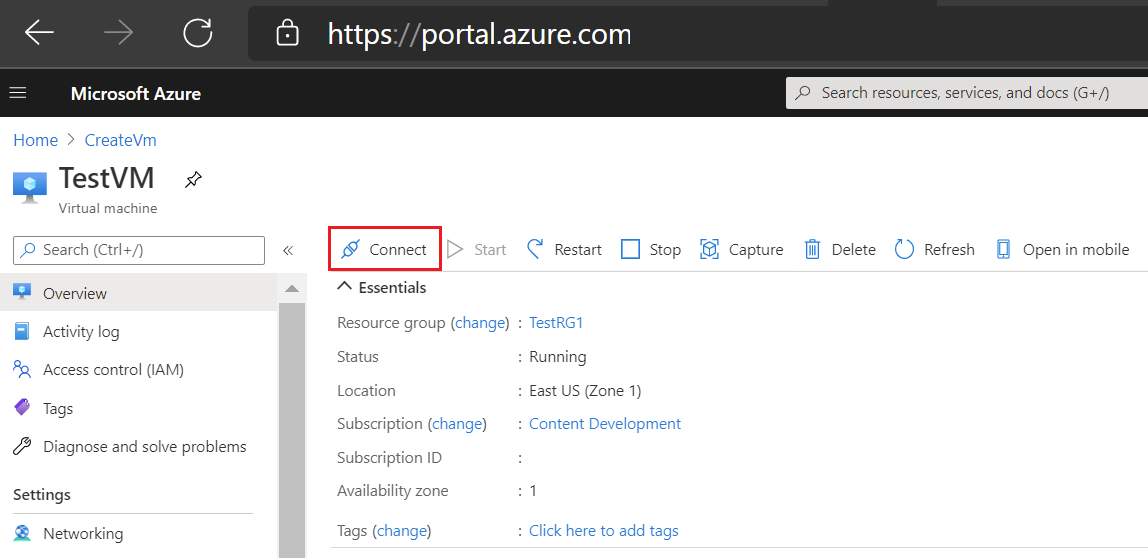 https://portal.azure.com
Microsoft Azure
Search resources, services, and docs (G+/)
Home > CreateVm
TestVM
Virtual machine
Search (Ctrl+/)
«
Overview
Activity log
Access control (IAM)
Tags
Diagnose and solve problems
Settings
Networking
Connect Start Restart Stop Capture Delete Refresh Open in mobile
Essentials
Resource group (change) : TestRG1
Status : Running
Location : East US (Zone 1)
Subscription (change) : Content Development
Subscription ID :
Availability zone : 1
Tags (change) : Click here to add tags